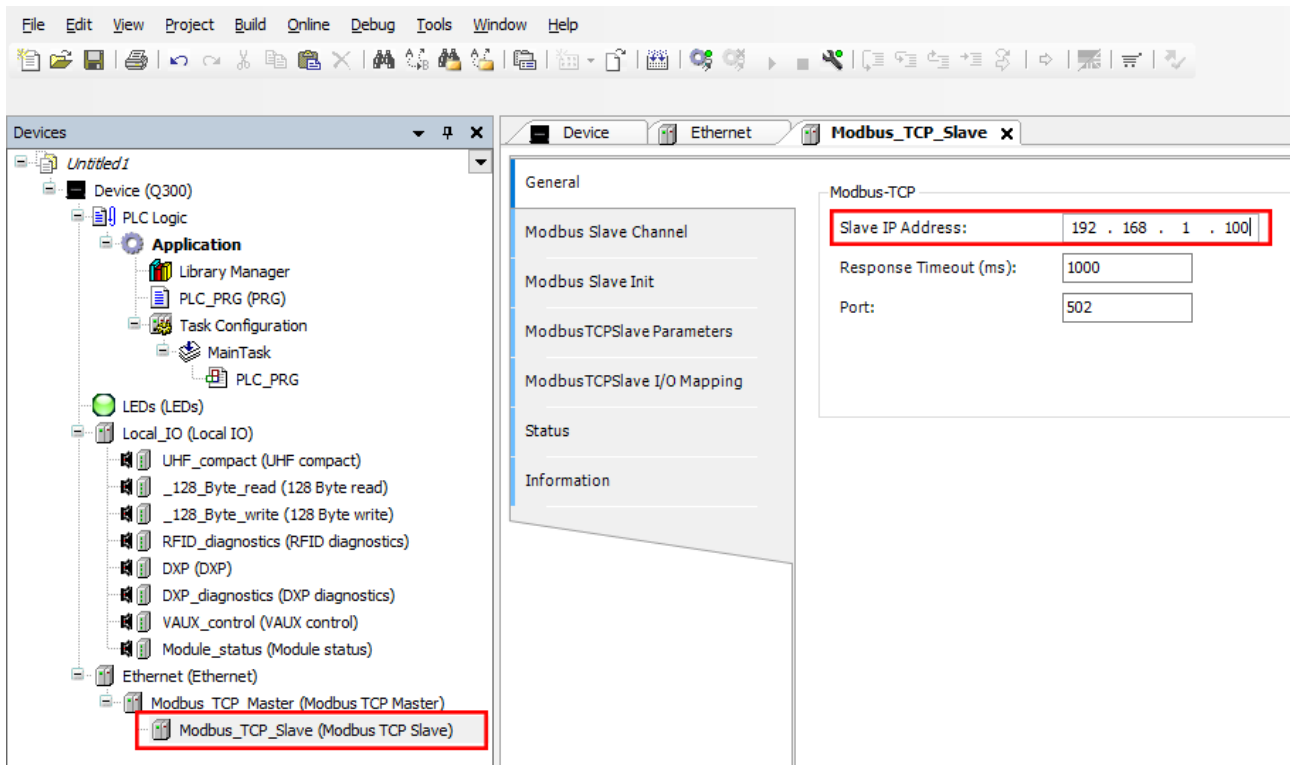 File Edit View Project Build Online Debug Tools Window Help
Devices
Untitled1
Device (Q300)
PLC Logic
Application
Library Manager
PLC_PRG (PRG)
Task Configuration
MainTask
PLC_PRG
LEDs (LEDs)
Local_IO (Local IO)
UHF_compact (UHF compact)
_128_Byte_read (128 Byte read)
_128_Byte_write (128 Byte write)
RFID_diagnostics (RFID diagnostics)
DXP (DXP)
DXP_diagnostics (DXP diagnostics)
VAUX_control (VAUX control)
Module_status (Module status)
Ethernet (Ethernet)
Modbus_TCP_Master (Modbus TCP Master)
Modbus_TCP_Slave (Modbus TCP Slave)
Device Ethernet Modbus_TCP_Slave
General
Modbus Slave Channel
Modbus Slave Init
ModbusTCPSlave Parameters
ModbusTCPSlave I/O Mapping
Status
Information
Modbus-TCP
Slave IP Address: 192 . 168 . 1 . 100
Response Timeout (ms): 1000
Port: 502